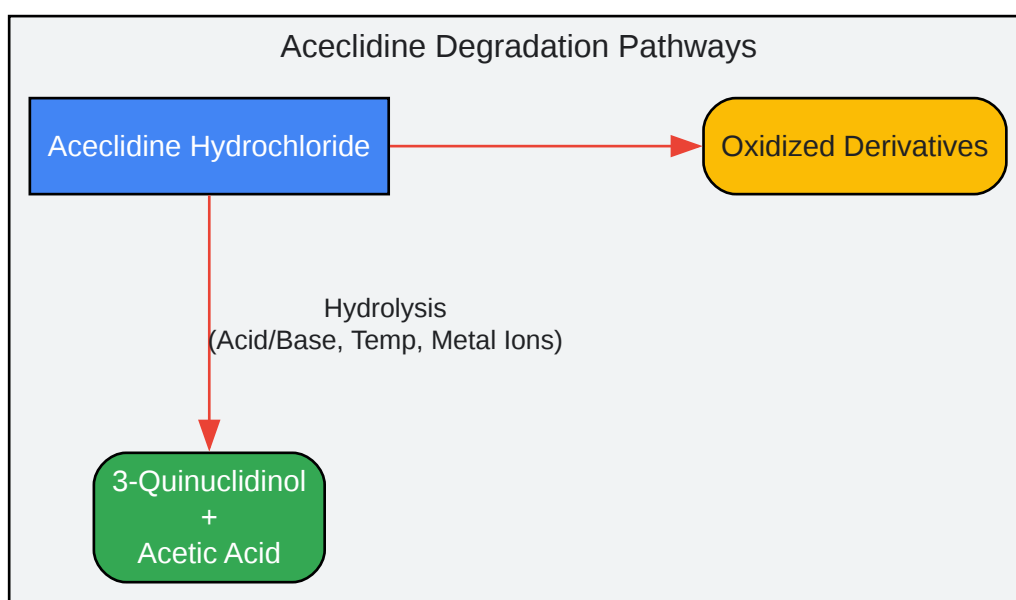 Aceclidine Degradation Pathways
Aceclidine Hydrochloride
Oxidized Derivatives
Hydrolysis
(Acid/Base, Temp, Metal Ions)
3-Quinuclidinol
+
Acetic Acid